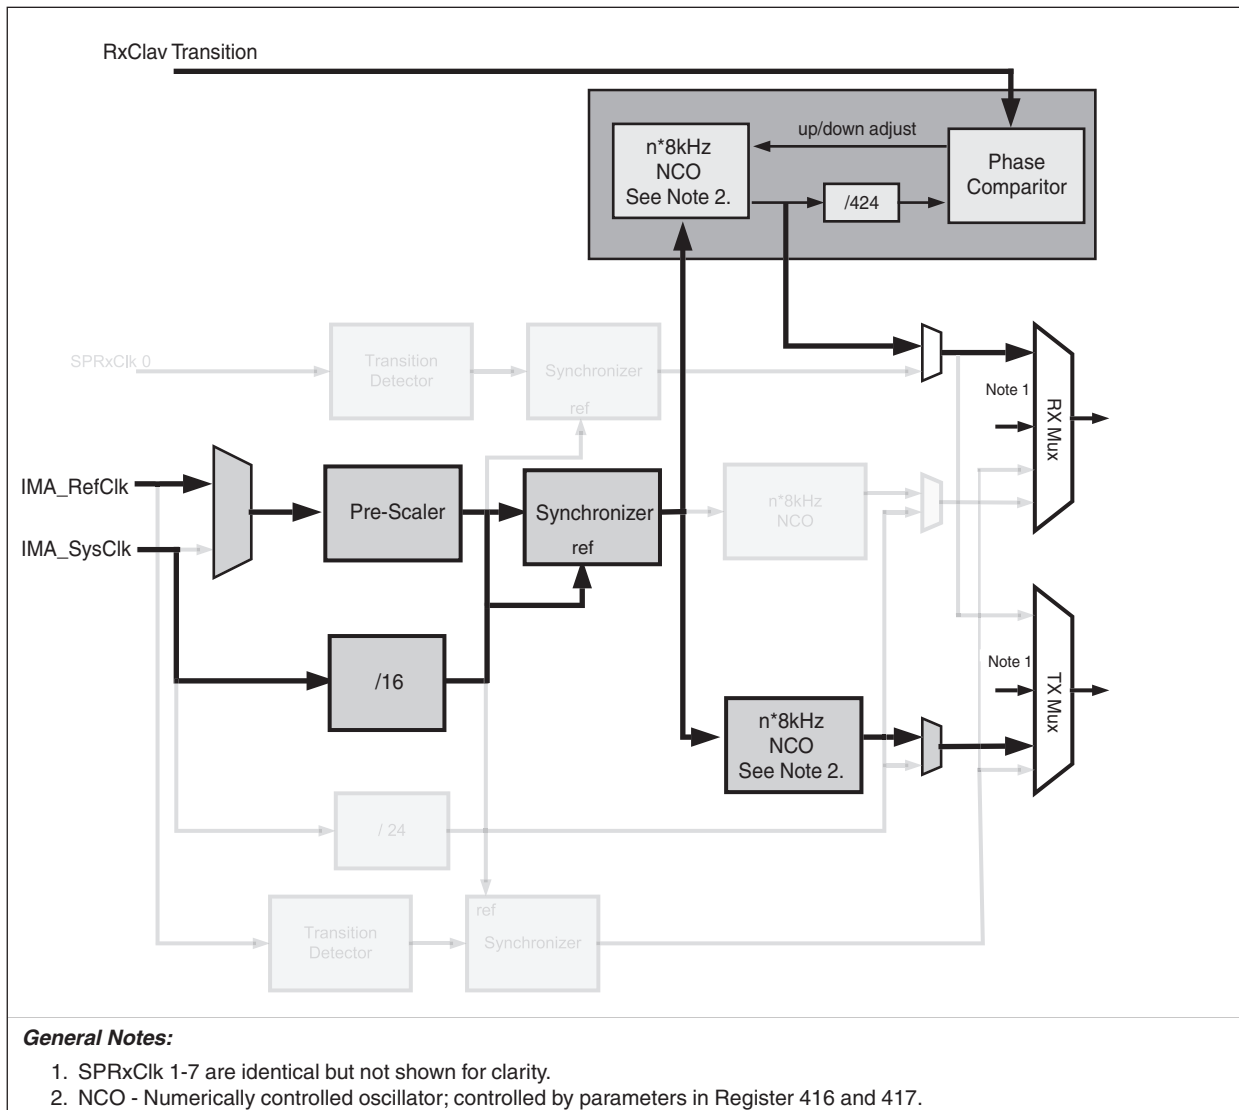 RxClav Transition
up/down adjust
n*8kHz
NCO
See Note 2.
Phase
Comparitor
/424
SPRxClk 0
Transition
Detector
Synchronizer
ref
Note 1
RX Mux
IMA_RefClk
Pre-Scaler
Synchronizer
ref
n*8kHz
NCO
IMA_SysClk
/16
Note 1
TX Mux
n*8kHz
NCO
See Note 2.
/ 24
Transition
Detector
ref
Synchronizer
General Notes:
1. SPRxClk 1-7 are identical but not shown for clarity.
2. NCO - Numerically controlled oscillator; controlled by parameters in Register 416 and 417.